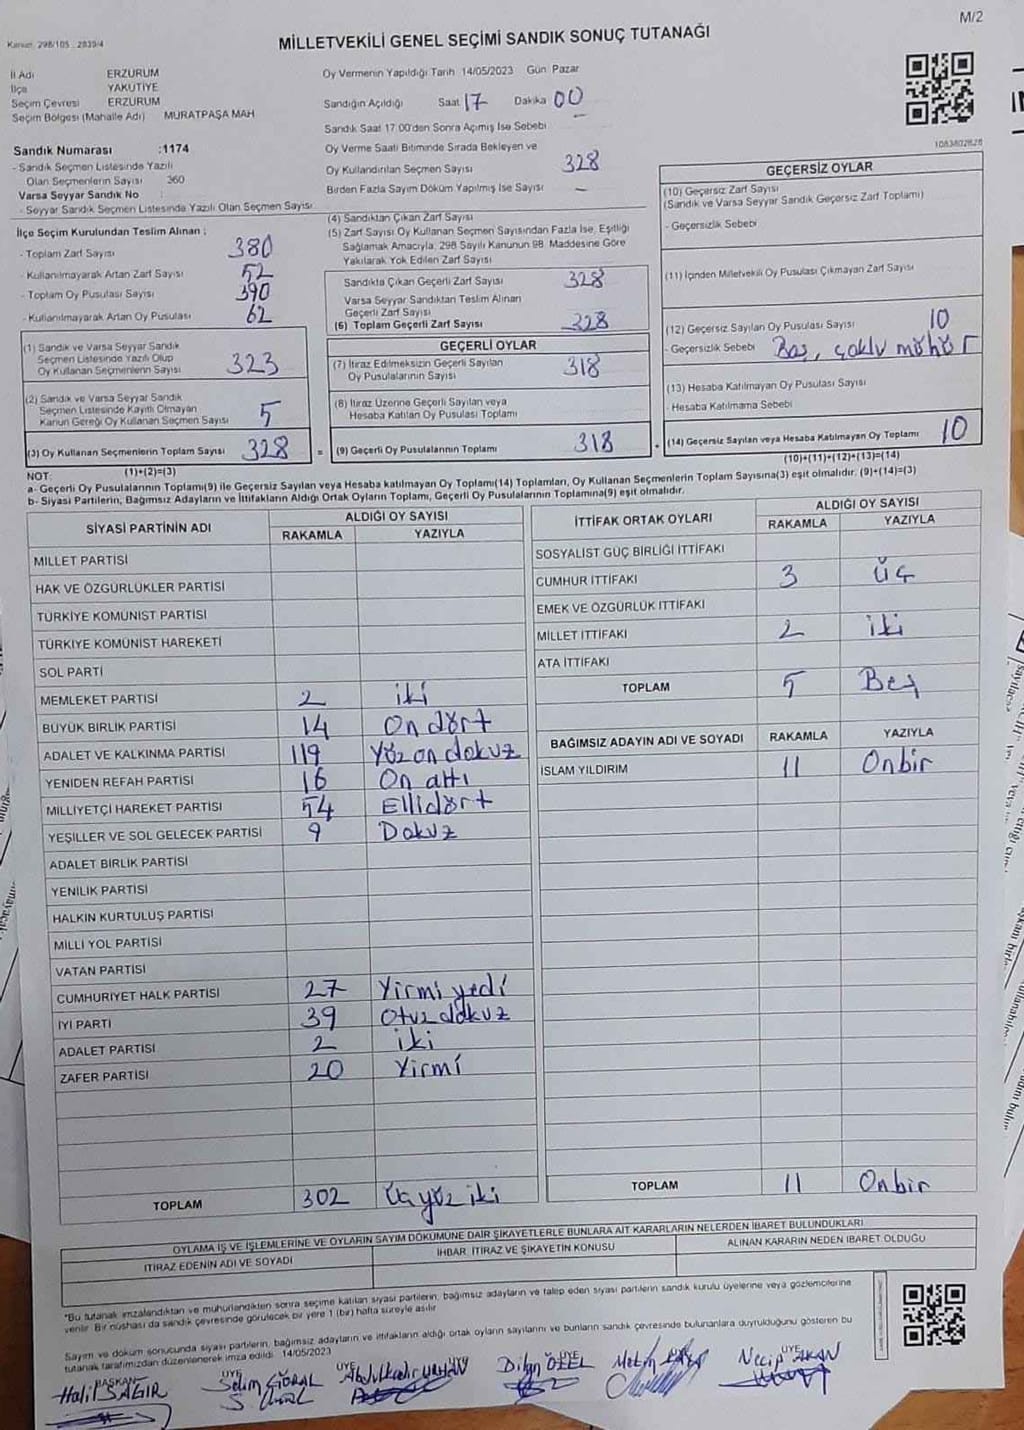 M/2
Kanun: 298/105 , 2839/4
MİLLETVEKİLİ GENEL SEÇİMİ SANDIK SONUÇ TUTANAĞI
İl Adı ERZURUM
İlçe YAKUTİYE
Seçim Çevresi ERZURUM
Seçim Bölgesi (Mahalle Adı) MURATPAŞA MAH
Sandık Numarası :1174
- Sandık Seçmen Listesinde Yazılı
Olan Seçmenlerin Sayısı 360
Varsa Seyyar Sandık No :
- Seyyar Sandık Seçmen Listesinde Yazılı Olan Seçmen Sayısı
İlçe Seçim Kurulundan Teslim Alınan ;
- Toplam Zarf Sayısı 380
- Kullanılmayarak Artan Zarf Sayısı 52
- Toplam Oy Pusulası Sayısı 390
- Kullanılmayarak Artan Oy Pusulası 62
(1) Sandık ve Varsa Seyyar Sandık
Seçmen Listesinde Yazılı Olup
Oy Kullanan Seçmenlerin Sayısı 323
(2) Sandık ve Varsa Seyyar Sandık
Seçmen Listesinde Kayıtlı Olmayan
Kanun Gereği Oy Kullanan Seçmen Sayısı 5
(3) Oy Kullanan Seçmenlerin Toplam Sayısı 328
(1)+(2)=(3)
Oy Vermenin Yapıldığı Tarih 14/05/2023 Gün Pazar
Sandığın Açıldığı Saat 17 Dakika 00
Sandık Saat 17:00'den Sonra Açımış İse Sebebi –
Oy Verme Saati Bitiminde Sırada Bekleyen ve
Oy Kullandırılan Seçmen Sayısı 328
Birden Fazla Sayım Döküm Yapılmış İse Sayısı –
(4) Sandıktan Çıkan Zarf Sayısı
(5) Zarf Sayısı Oy Kullanan Seçmen Sayısından Fazla İse, Eşitliği
Sağlamak Amacıyla, 298 Sayılı Kanunun 98. Maddesine Göre
Yakılarak Yok Edilen Zarf Sayısı
Sandıkta Çıkan Geçerli Zarf Sayısı 328
Varsa Seyyar Sandıktan Teslim Alınan
Geçerli Zarf Sayısı
(6) Toplam Geçerli Zarf Sayısı 328
GEÇERLİ OYLAR
(7) İtiraz Edilmeksizin Geçerli Sayılan
Oy Pusulalarının Sayısı 318
(8) İtiraz Üzerine Geçerli Sayılan veya
Hesaba Katılan Oy Pusulası Toplamı
= (9) Geçerli Oy Pusulalarının Toplamı 318
1083802828
GEÇERSİZ OYLAR
(10) Geçersiz Zarf Sayısı
(Sandık ve Varsa Seyyar Sandık Geçersiz Zarf Toplamı)
- Geçersizlik Sebebi
(11) İçinden Milletvekili Oy Pusulası Çıkmayan Zarf Sayısı
(12) Geçersiz Sayılan Oy Pusulası Sayısı 10
- Geçersizlik Sebebi Boş, çoklu mühür
(13) Hesaba Katılmayan Oy Pusulası Sayısı
- Hesaba Katılmama Sebebi
(14) Geçersiz Sayılan veya Hesaba Katılmayan Oy Toplamı 10
(10)+(11)+(12)+(13)=(14)
NOT:
a- Geçerli Oy Pusulalarının Toplamı(9) ile Geçersiz Sayılan veya Hesaba katılmayan Oy Toplamı(14) Toplamları, Oy Kullanan Seçmenlerin Toplam Sayısına(3) eşit olmalıdır. (9)+(14)=(3)
b- Siyasi Partilerin, Bağımsız Adayların ve İttifakların Aldığı Ortak Oyların Toplamı, Geçerli Oy Pusulalarının Toplamına(9) eşit olmalıdır.
SİYASİ PARTİNİN ADI ALDIĞI OY SAYISI
RAKAMLA YAZIYLA
MİLLET PARTİSİ
HAK VE ÖZGÜRLÜKLER PARTİSİ
TÜRKİYE KOMÜNİST PARTİSİ
TÜRKİYE KOMÜNİST HAREKETİ
SOL PARTİ
MEMLEKET PARTİSİ 2 iki
BÜYÜK BİRLİK PARTİSİ 14 On dört
ADALET VE KALKINMA PARTİSİ 119 Yüz on dokuz
YENİDEN REFAH PARTİSİ 16 On altı
MİLLİYETÇİ HAREKET PARTİSİ 54 Ellidört
YEŞİLLER VE SOL GELECEK PARTİSİ 9 Dokuz
ADALET BİRLİK PARTİSİ
YENİLİK PARTİSİ
HALKIN KURTULUŞ PARTİSİ
MİLLİ YOL PARTİSİ
VATAN PARTİSİ
CUMHURİYET HALK PARTİSİ 27 Yirmi yedi
İYİ PARTİ 39 Otuz dokuz
ADALET PARTİSİ 2 iki
ZAFER PARTİSİ 20 Yirmi
TOPLAM 302 Üç yüz iki
İTTİFAK ORTAK OYLARI ALDIĞI OY SAYISI
RAKAMLA YAZIYLA
SOSYALİST GÜÇ BİRLİĞİ İTTİFAKI
CUMHUR İTTİFAKI 3 üç
EMEK VE ÖZGÜRLÜK İTTİFAKI
MİLLET İTTİFAKI 2 iki
ATA İTTİFAKI
TOPLAM 5 Beş
BAĞIMSIZ ADAYIN ADI VE SOYADI RAKAMLA YAZIYLA
İSLAM YILDIRIM 11 Onbir
TOPLAM 11 Onbir
OYLAMA İŞ VE İŞLEMLERİNE VE OYLARIN SAYIM DÖKÜMÜNE DAİR ŞİKAYETLERLE BUNLARA AİT KARARLARIN NELERDEN İBARET BULUNDUKLARI
İTİRAZ EDENİN ADI VE SOYADI İHBAR, İTİRAZ VE ŞİKAYETİN KONUSU ALINAN KARARIN NEDEN İBARET OLDUĞU
"Bu tutanak imzalandıktan ve mühürlendikten sonra seçime katılan siyasi partilerin, bağımsız adayların ve talep eden siyasi partilerin sandık kurulu üyelerine veya gözlemcilerine
verilir. Bir nüshası da sandık çevresinde görülecek bir yere 1 (bir) hafta süreyle asılır.
Sayım ve döküm sonucunda siyasi partilerin, bağımsız adayların ve ittifakların aldığı ortak oyların sayılarını ve bunların sandık çevresinde bulunanlara duyrulduğunu gösteren bu
tutanak tarafımızdan düzenlenerek imza edildi. 14/05/2023
BAŞKAN ÜYE ÜYE ÜYE ÜYE
Halil SAĞIR Selim GÖRAL Abdulkadir URHAN Dilan ÖZEL Metin Necip AKAN